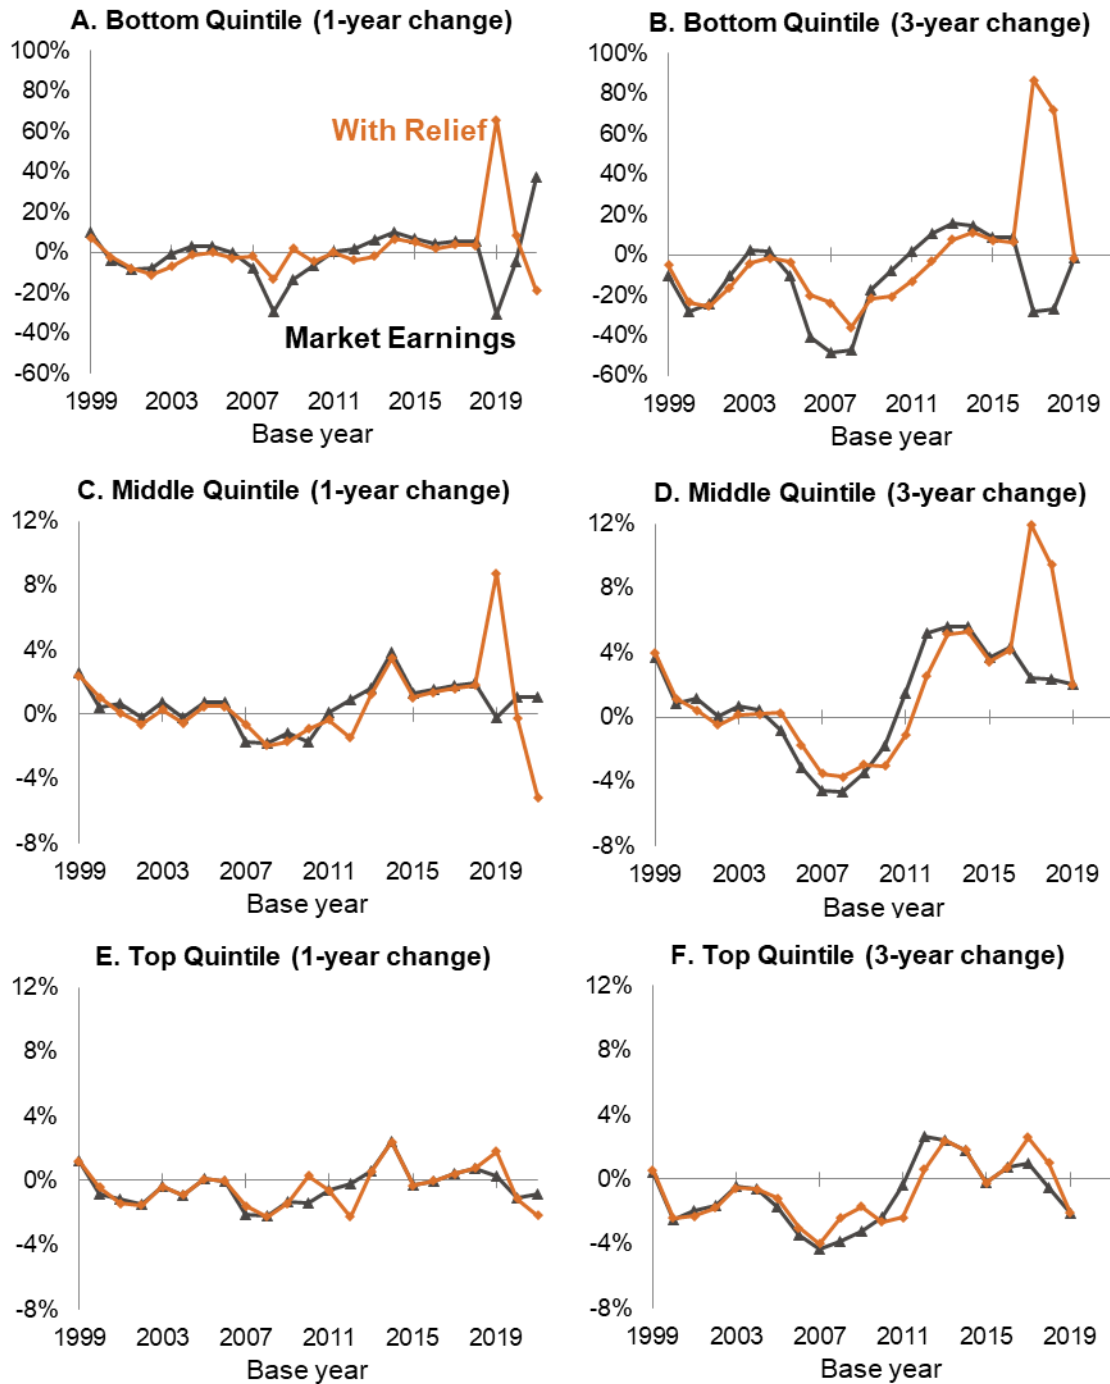 A. Bottom Quintile (1-year change)
100%
80%
60%
40%
20%
0%
-20%
-40%
-60%
With Relief
Market Earnings
1999 2003 2007 2011 2015 2019
Base year
B. Bottom Quintile (3-year change)
100%
80%
60%
40%
20%
0%
-20%
-40%
-60%
1999 2003 2007 2011 2015 2019
Base year
C. Middle Quintile (1-year change)
12%
8%
4%
0%
-4%
-8%
1999 2003 2007 2011 2015 2019
Base year
D. Middle Quintile (3-year change)
12%
8%
4%
0%
-4%
-8%
1999 2003 2007 2011 2015 2019
Base year
E. Top Quintile (1-year change)
12%
8%
4%
0%
-4%
-8%
1999 2003 2007 2011 2015 2019
Base year
F. Top Quintile (3-year change)
12%
8%
4%
0%
-4%
-8%
1999 2003 2007 2011 2015 2019
Base year